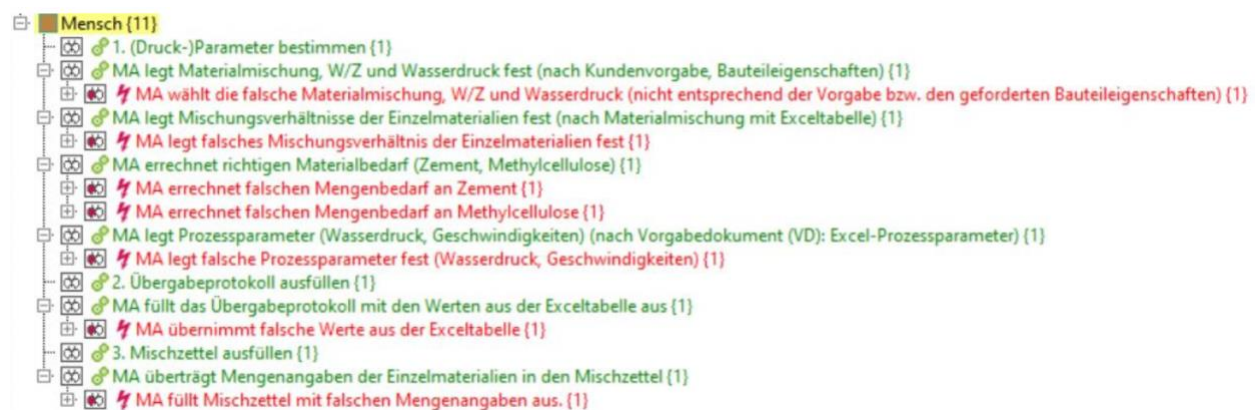 Mensch {11}
1. (Druck-)Parameter bestimmen {1}
MA legt Materialmischung, W/Z und Wasserdruck fest (nach Kundenvorgabe, Bauteileigenschaften) {1}
MA wählt die falsche Materialmischung, W/Z und Wasserdruck (nicht entsprechend der Vorgabe bzw. den geforderten Bauteileigenschaften) {1}
MA legt Mischungsverhältnisse der Einzelmaterialien fest (nach Materialmischung mit Exceltabelle) {1}
MA legt falsches Mischungsverhältnis der Einzelmaterialien fest {1}
MA errechnet richtigen Materialbedarf (Zement, Methylcellulose) {1}
MA errechnet falschen Mengenbedarf an Zement {1}
MA errechnet falschen Mengenbedarf an Methylcellulose {1}
MA legt Prozessparameter (Wasserdruck, Geschwindigkeiten) (nach Vorgabedokument (VD): Excel-Prozessparameter) {1}
MA legt falsche Prozessparameter fest (Wasserdruck, Geschwindigkeiten) {1}
2. Übergabeprotokoll ausfüllen {1}
MA füllt das Übergabeprotokoll mit den Werten aus der Exceltabelle aus {1}
MA übernimmt falsche Werte aus der Exceltabelle {1}
3. Mischzettel ausfüllen {1}
MA überträgt Mengenangaben der Einzelmaterialien in den Mischzettel {1}
MA füllt Mischzettel mit falschen Mengenangaben aus. {1}